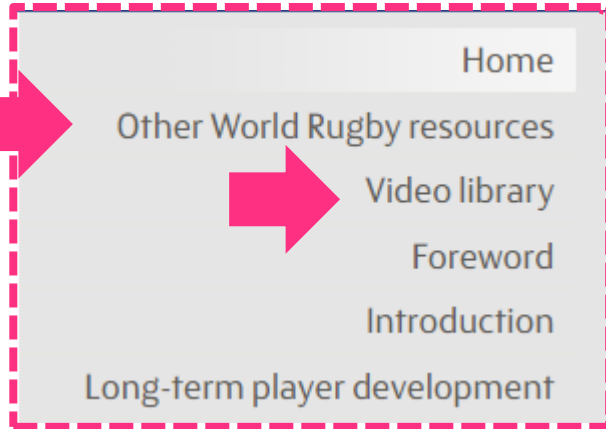 Home
Other World Rugby resources
Video library
Foreword
Introduction
Long-term player development